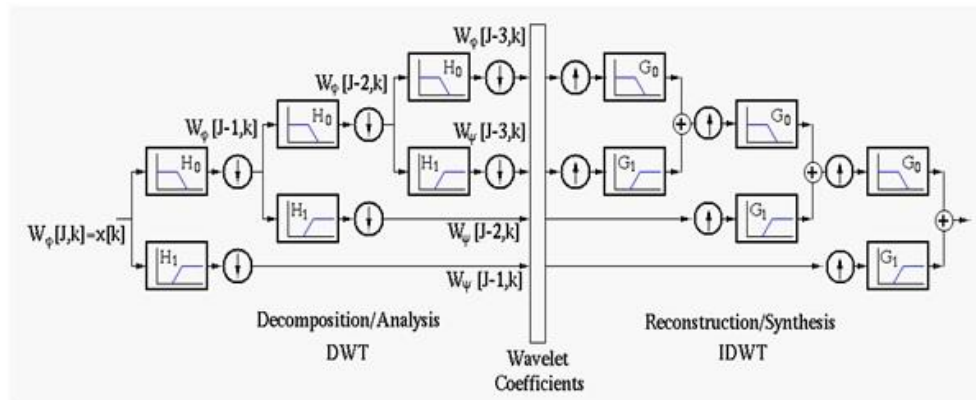 Wφ[J-3,k]
H0
G0
Wφ[J-2,k]
H0
G0
Wφ[J-1,k]
Wψ[J-3,k]
H0
H1
G1
G0
Wφ[J,k]=x[k]
H1
G1
Wψ[J-2,k]
H1
G1
Wψ[J-1,k]
Decomposition/Analysis
DWT
Reconstruction/Synthesis
IDWT
Wavelet
Coefficients